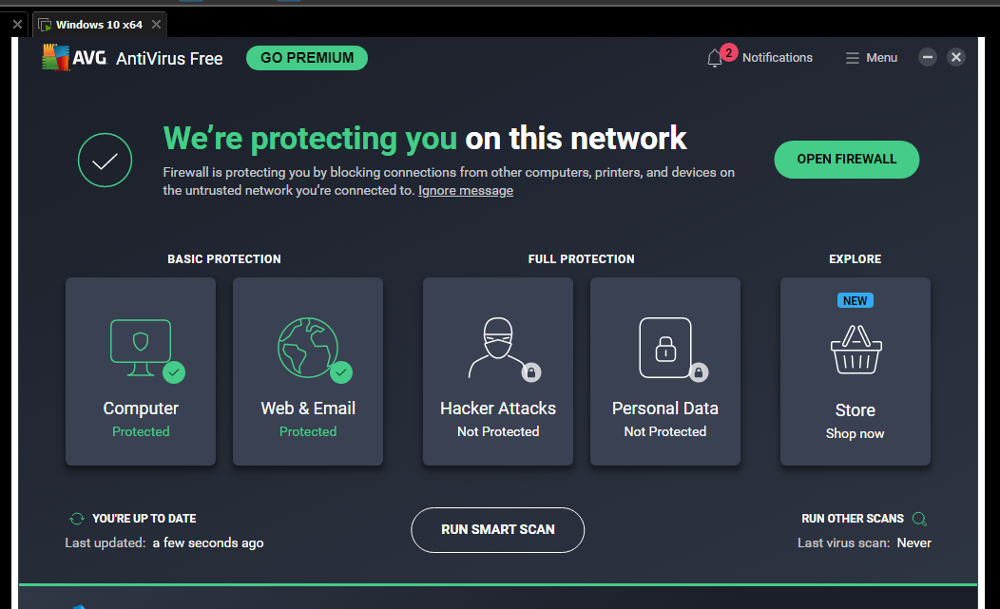 Windows 10 x64
AVG AntiVirus Free
GO PREMIUM
2
Notifications
Menu
We're protecting you on this network
Firewall is protecting you by blocking connections from other computers, printers, and devices on
the untrusted network you're connected to. Ignore message
OPEN FIREWALL
BASIC PROTECTION
FULL PROTECTION
EXPLORE
Computer
Protected
Web & Email
Protected
Hacker Attacks
Not Protected
Personal Data
Not Protected
NEW
Store
Shop now
YOU'RE UP TO DATE
Last updated: a few seconds ago
RUN SMART SCAN
RUN OTHER SCANS
Last virus scan: Never